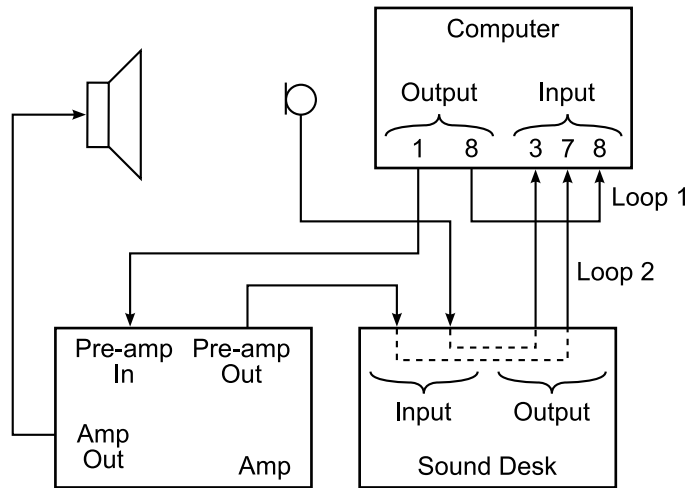 Computer
Output Input
1 8 3 7 8
Loop 1
Loop 2
Pre-amp In
Pre-amp Out
Amp Out
Amp
Input Output
Sound Desk